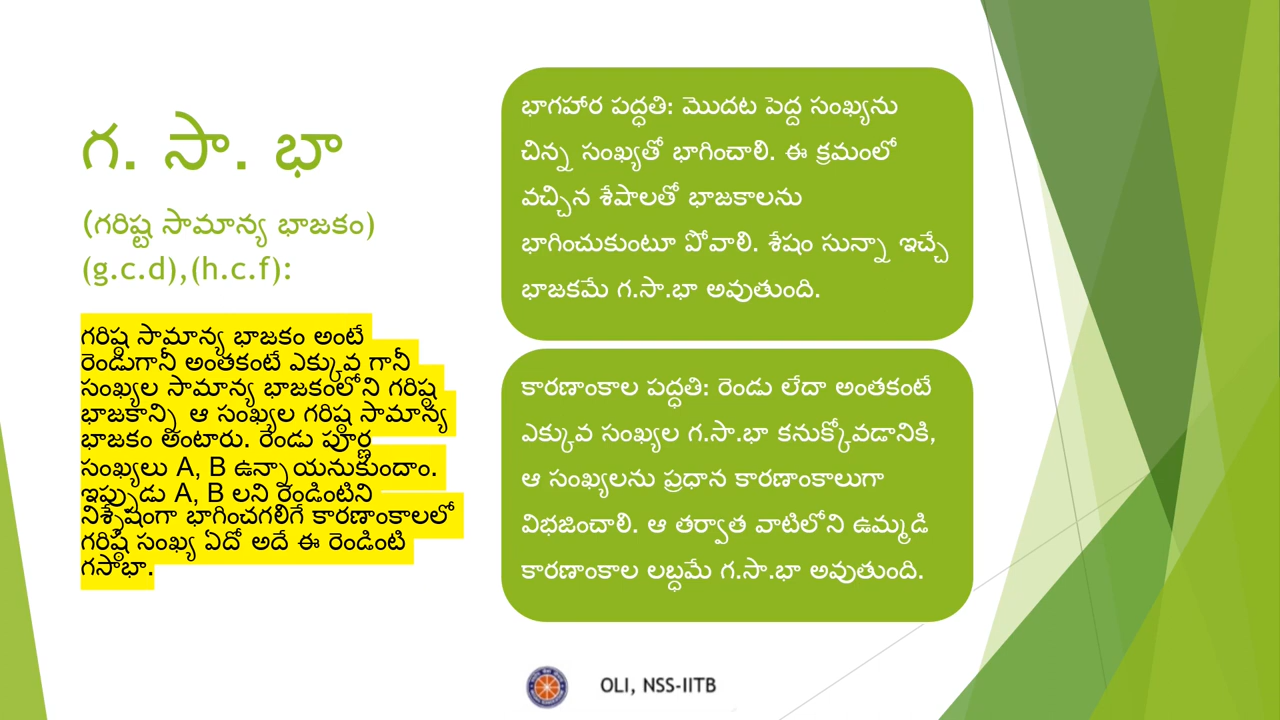 గ. సా. భా
(గరిష్ట సామాన్య భాజకం)
(g.c.d),(h.c.f):
గరిష్ఠ సామాన్య భాజకం అంటే
రెండుగానీ అంతకంటే ఎక్కువ గానీ
సంఖ్యల సామాన్య భాజకంలోని గరిష్ఠ
భాజకాన్ని ఆ సంఖ్యల గరిష్ఠ సామాన్య
భాజకం అంటారు. రెండు పూర్ణ
సంఖ్యలు A, B ఉన్నాయనుకుందాం.
ఇప్పుడు A, B లని రెండింటిని
నిశ్శేషంగా భాగించగలిగే కారణాంకాలలో
గరిష్ఠ సంఖ్య ఏదో అదే ఈ రెండింటి
గసాభా.
భాగహార పద్ధతి: మొదట పెద్ద సంఖ్యను
చిన్న సంఖ్యతో భాగించాలి. ఈ క్రమంలో
వచ్చిన శేషాలతో భాజకాలను
భాగించుకుంటూ పోవాలి. శేషం సున్నా ఇచ్చే
భాజకమే గ.సా.భా అవుతుంది.
కారణాంకాల పద్ధతి: రెండు లేదా అంతకంటే
ఎక్కువ సంఖ్యల గ.సా.భా కనుక్కోవడానికి,
ఆ సంఖ్యలను ప్రధాన కారణాంకాలుగా
విభజించాలి. ఆ తర్వాత వాటిలోని ఉమ్మడి
కారణాంకాల లబ్ధమే గ.సా.భా అవుతుంది.
OLI, NSS-IITB